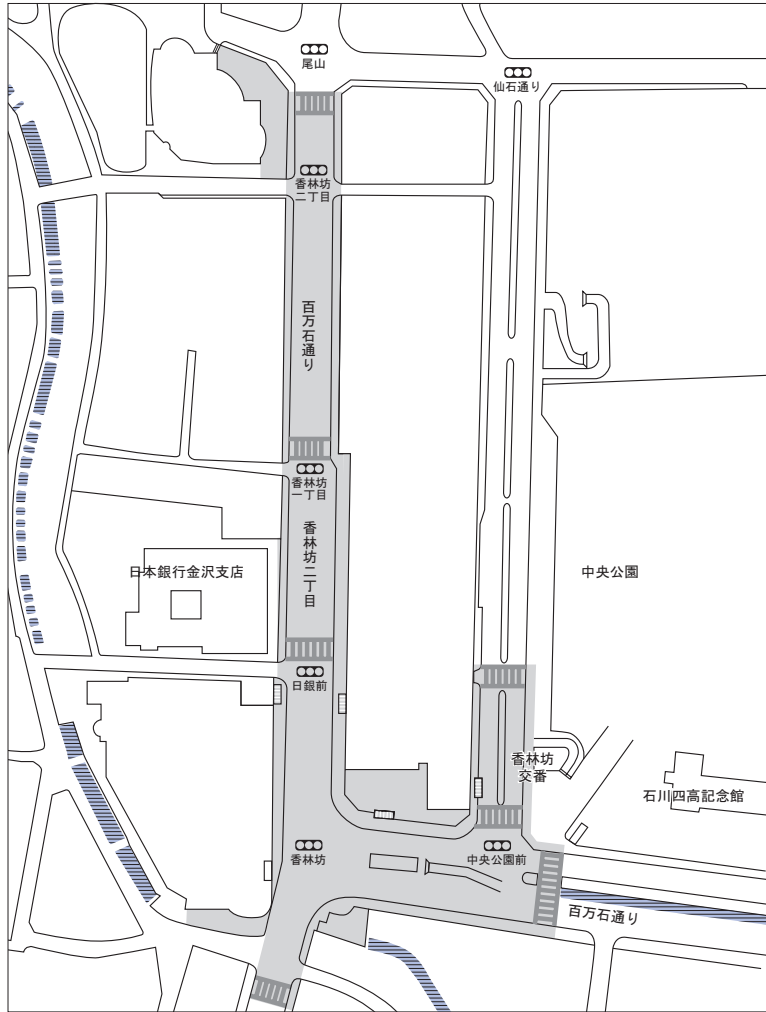 尾山
仙石通り
香林坊
二丁目
百万石通り
香林坊
一丁目
香林坊二丁目
日本銀行金沢支店
中央公園
日銀前
香林坊
交番
石川四高記念館
香林坊
中央公園前
百万石通り